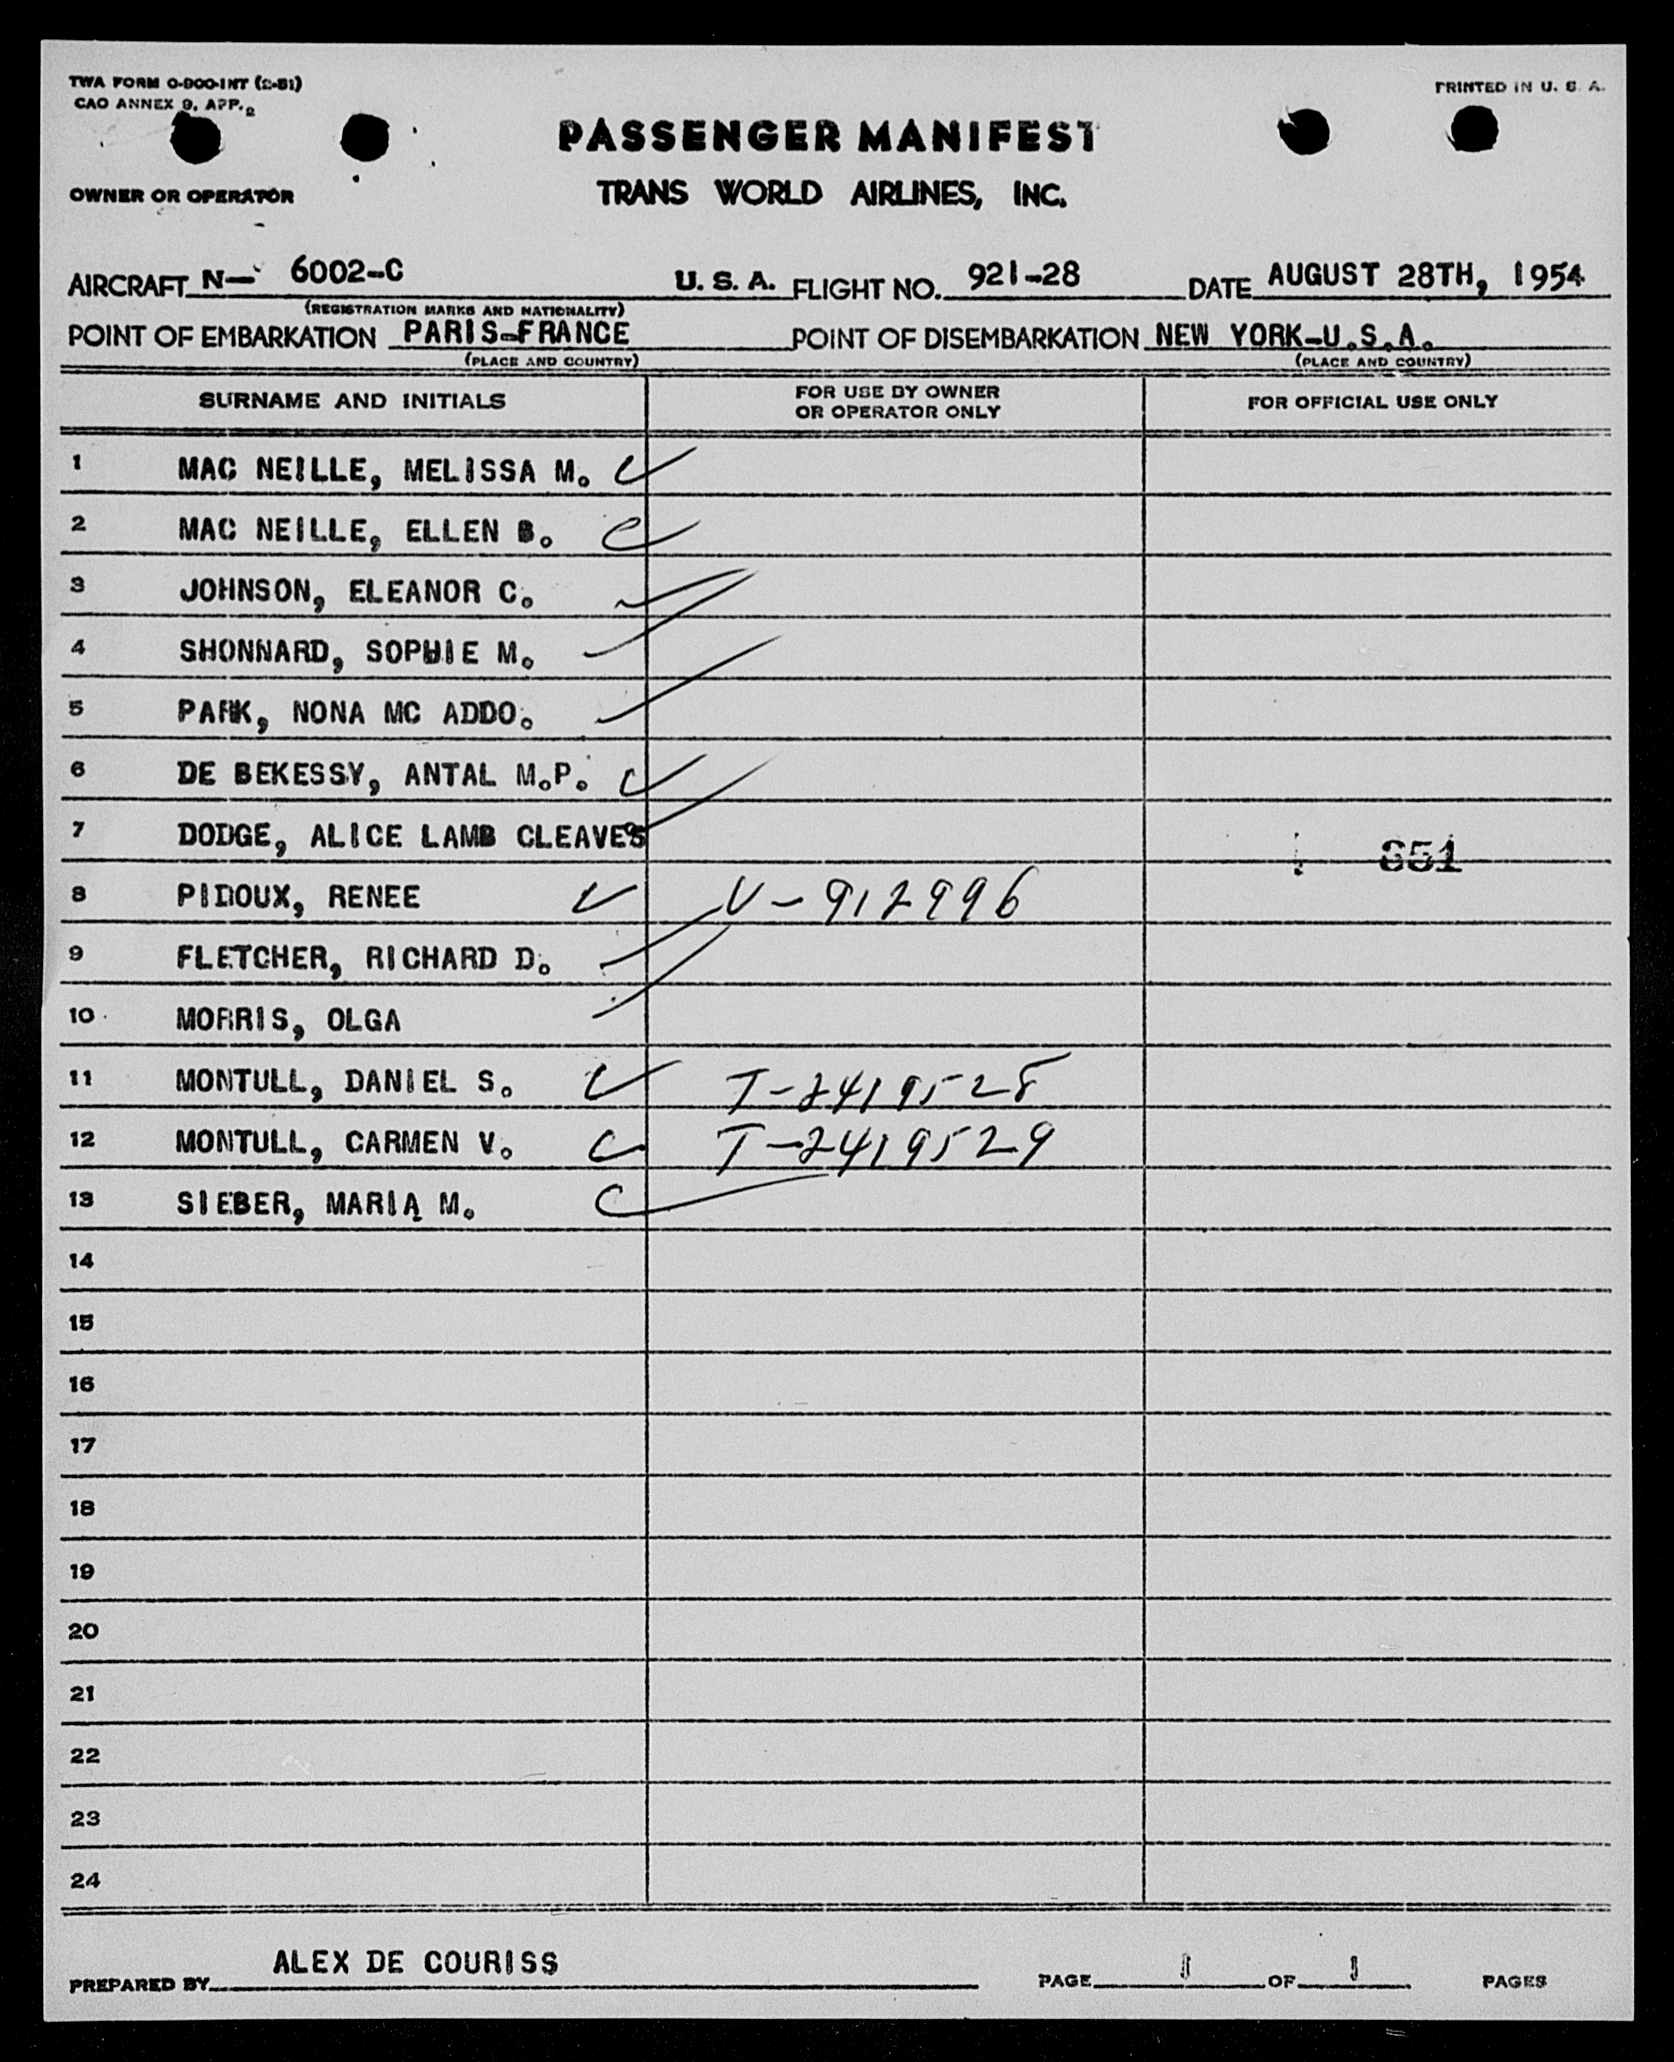 TWA FORM O-900-INT (2-51)
CAO ANNEX 9, APP. 2
PRINTED IN U. S. A.
PASSENGER MANIFEST
OWNER OR OPERATOR
TRANS WORLD AIRLINES, INC.
AIRCRAFT N— 6002-C U. S. A. FLIGHT NO. 921-28 DATE AUGUST 28TH, 1954
(REGISTRATION MARKS AND NATIONALITY)
POINT OF EMBARKATION PARIS-FRANCE POINT OF DISEMBARKATION NEW YORK-U.S.A.
(PLACE AND COUNTRY) (PLACE AND COUNTRY)
SURNAME AND INITIALS FOR USE BY OWNER OR OPERATOR ONLY FOR OFFICIAL USE ONLY
1 MAC NEILLE, MELISSA M.
2 MAC NEILLE, ELLEN B.
3 JOHNSON, ELEANOR C.
4 SHONNARD, SOPHIE M.
5 PARK, NONA MC ADDO.
6 DE BEKESSY, ANTAL M.P.
7 DODGE, ALICE LAMB CLEAVES
851
8 PIDOUX, RENEE V-912996
9 FLETCHER, RICHARD D.
10 MORRIS, OLGA
11 MONTULL, DANIEL S. T-2419528
12 MONTULL, CARMEN V. T-2419529
13 SIEBER, MARIA M.
14
15
16
17
18
19
20
21
22
23
24
PREPARED BY ALEX DE COURISS PAGE 1 OF 1 PAGES